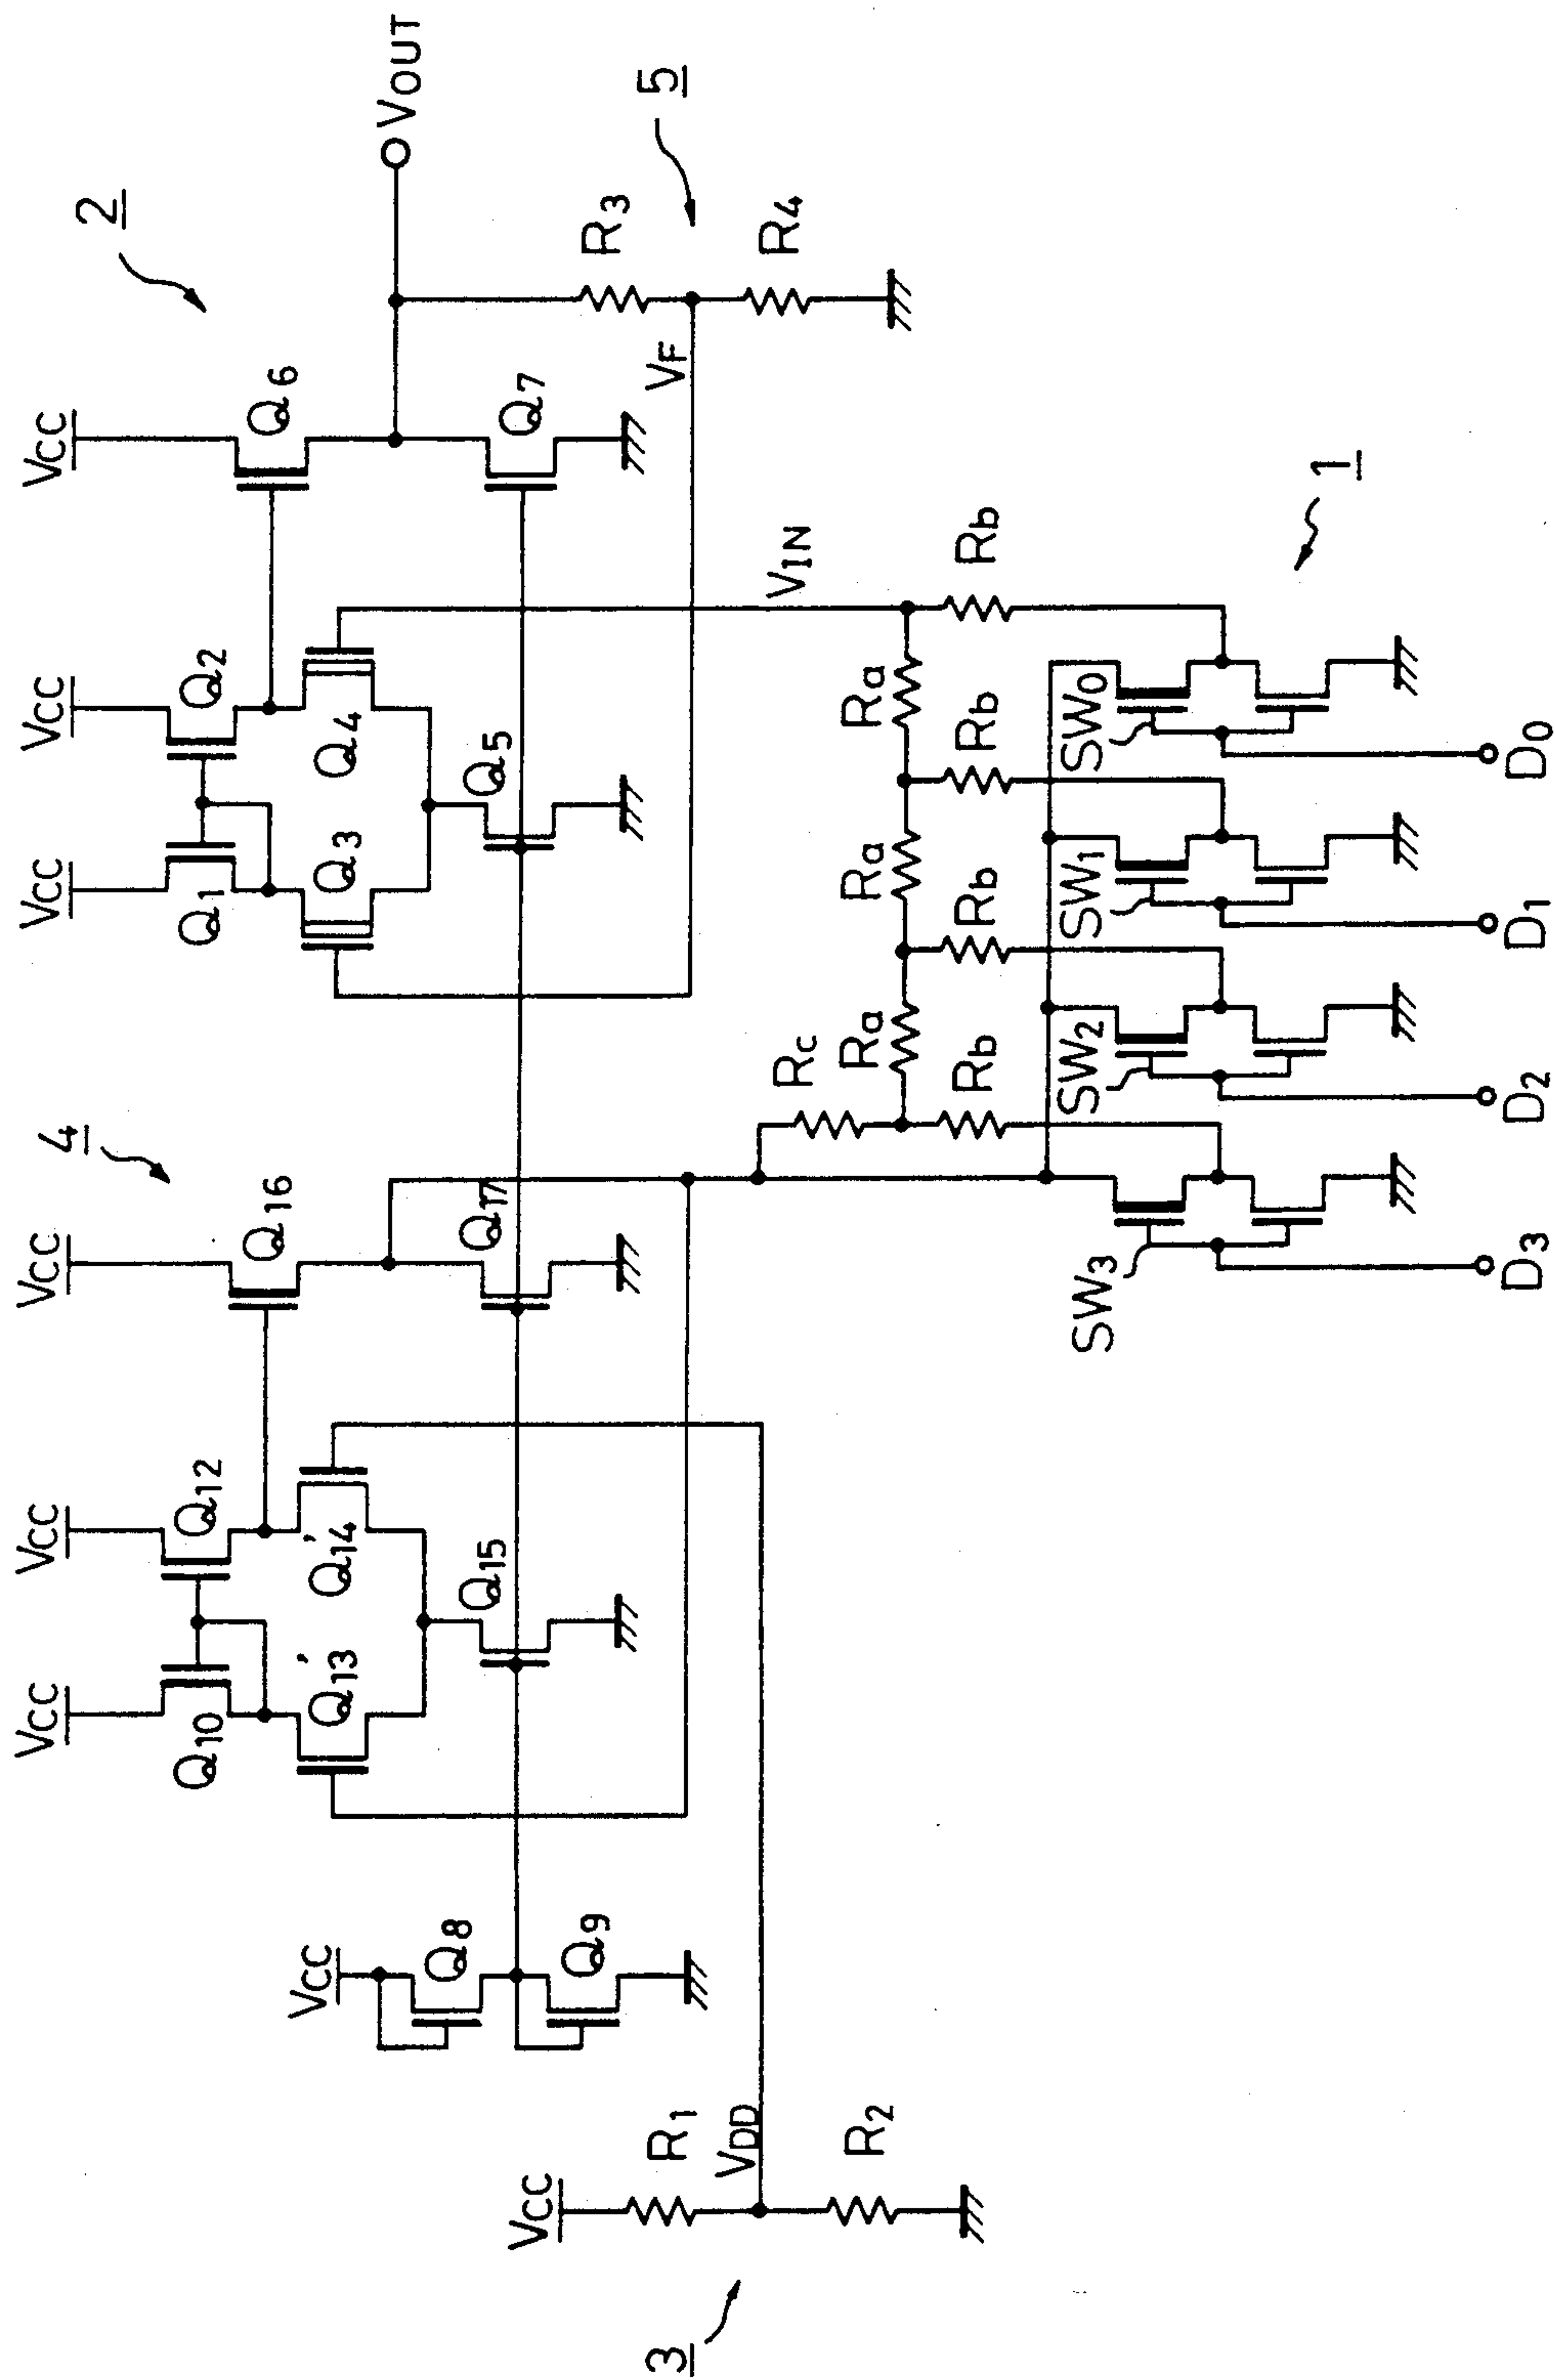 2
4
VCC
VCC
VCC
VCC
VCC
VCC
Q10
Q12
Q16
Q1
Q2
Q6
Q13'
Q14'
Q3
Q4
VOUT
VCC
Q8
Q15
Q17
Q5
Q7
Q9
R3
5
VF
VCC
R1
VDD
3
R2
VIN
R4
Rc
Ra
Ra
Ra
Rb
Rb
Rb
Rb
SW3
SW2
SW1
SW0
1
D3
D2
D1
D0